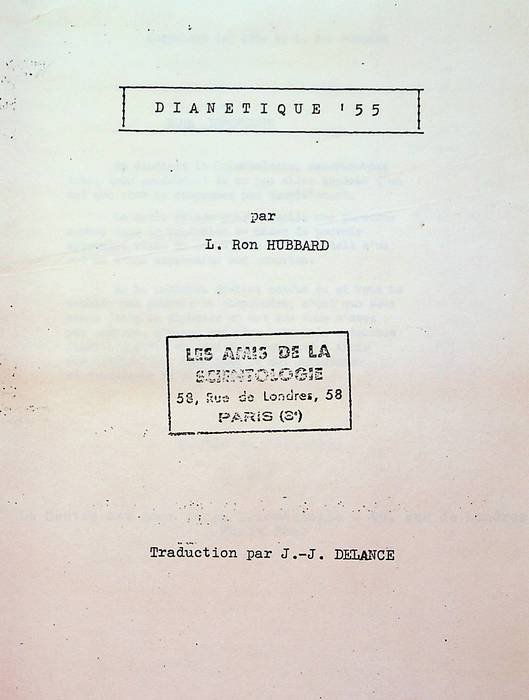 DIANETIQUE '55
par
L. Ron HUBBARD
LES AMIS DE LA
SCIENTOLOGIE
58, Rue de Londres, 58
PARIS (8e)
Traduction par J.-J. DELANCE